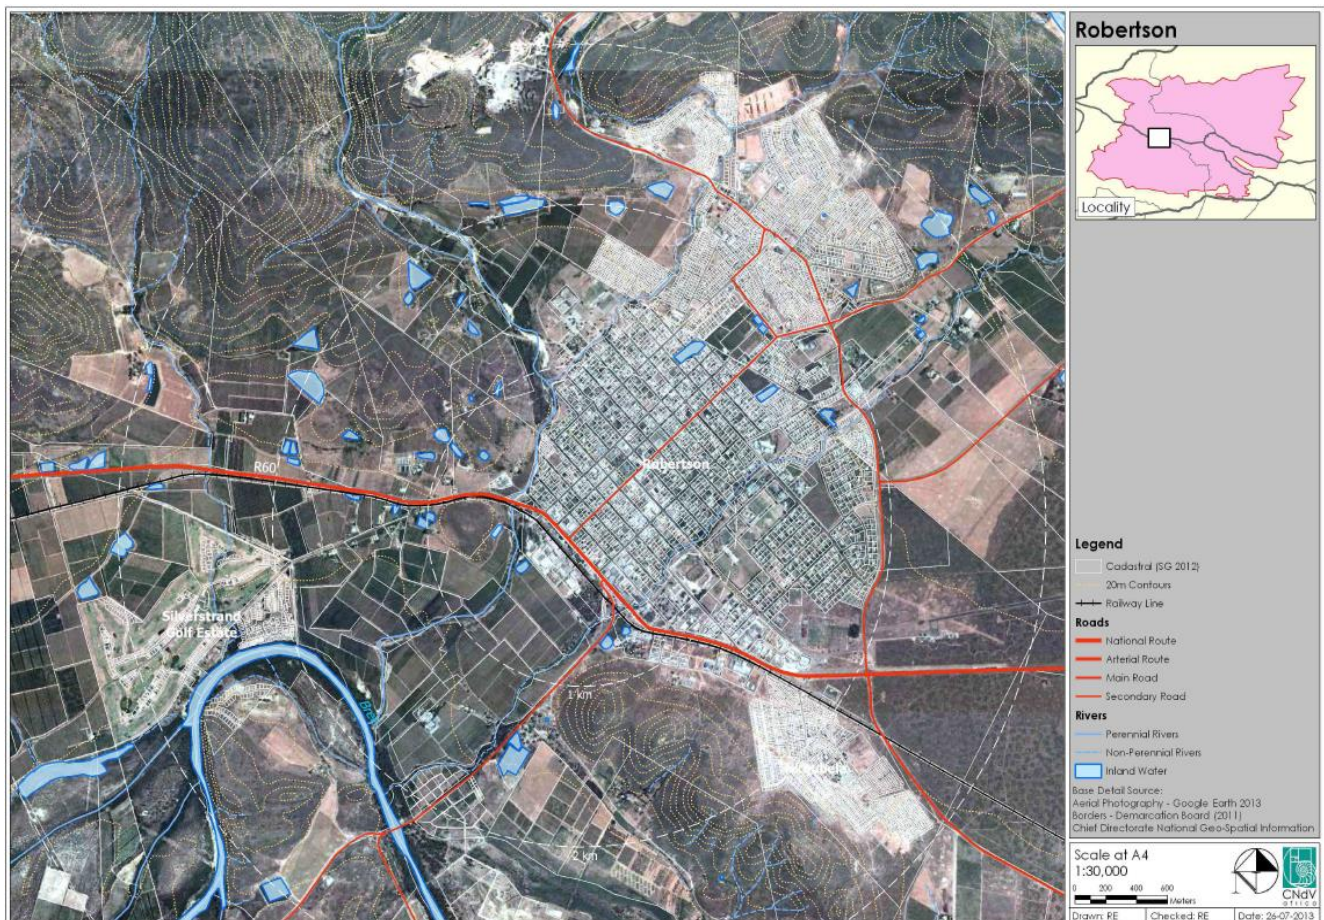 Robertson
Locality
R60
Robertson
Silverstrand
Golf Estate
1 km
2 km
Legend
Cadastral (SG 2012)
20m Contours
Railway Line
Roads
National Route
Arterial Route
Main Road
Secondary Road
Rivers
Perennial Rivers
Non-Perennial Rivers
Inland Water
Base Detail Source:
Aerial Photography - Google Earth 2013
Borders - Demarcation Board (2011)
Chief Directorate National Geo-Spatial Information
Scale at A4
1:30,000
0 200 400 600
Meters
N
CNdV
africa
Drawn: RE Checked: RE Date: 26-07-2013